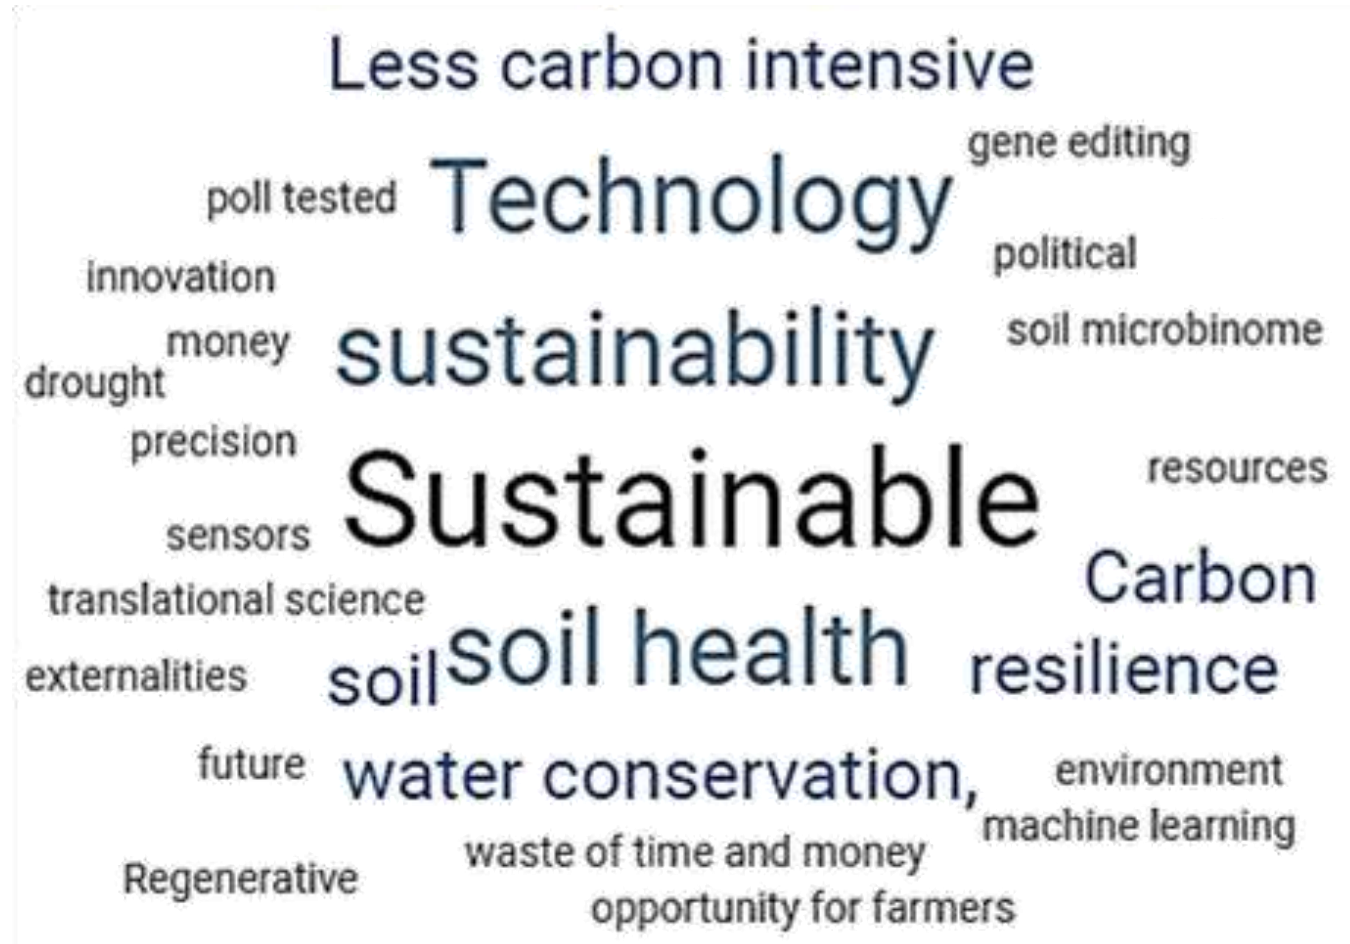 Less carbon intensive
gene editing
poll tested
Technology
political
innovation
money
sustainability
soil microbinome
drought
precision
Sustainable
resources
sensors
Carbon
translational science
soil health
externalities
soil
resilience
future
water conservation,
environment
machine learning
waste of time and money
Regenerative
opportunity for farmers